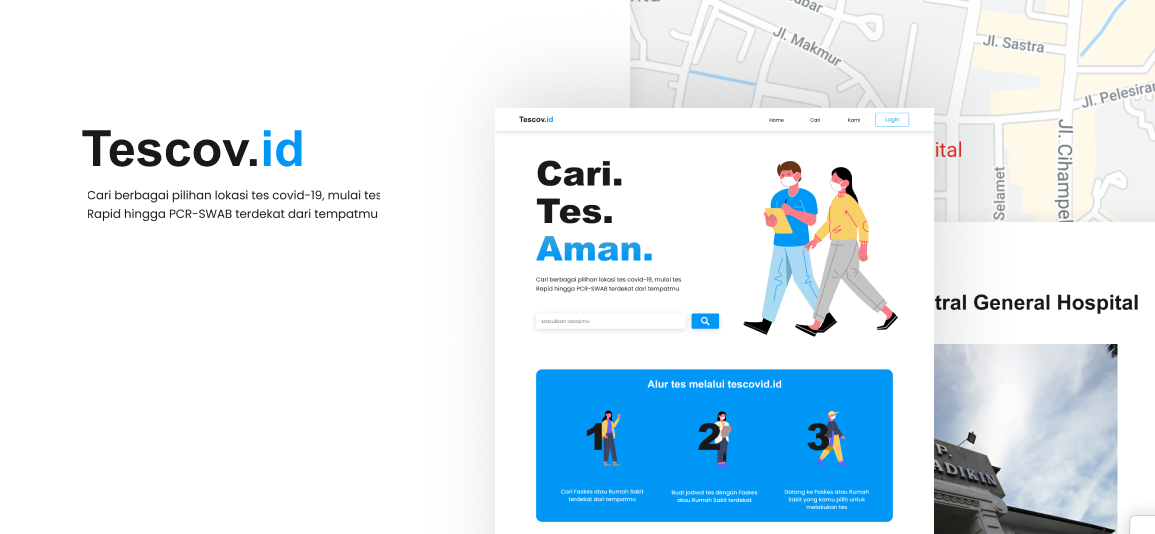 Tescov.id
Cari berbagai pilihan lokasi tes covid-19, mulai tes
Rapid hingga PCR-SWAB terdekat dari tempatmu
Tescov.id
Home
Cari
Kami
Login
Cari.
Tes.
Aman.
Cari berbagai pilihan lokasi tes covid-19, mulai tes
Rapid hingga PCR-SWAB terdekat dari tempatmu
Masukkan lokasimu
Alur tes melalui tescovid.id
1
2
3
Cari Faskes atau Rumah Sakit
terdekat dari tempatmu
Buat jadwal tes dengan Faskes
atau Rumah Sakit terdekat
Datang ke Faskes atau Rumah
Sakit yang kamu pilih untuk
melakukan tes
Jl. Makmur
Jl. Sastra
Jl. Pelesiran
Jl. Cihampel
Selamet
ubar
ital
tral General Hospital
P.
ADIKIN